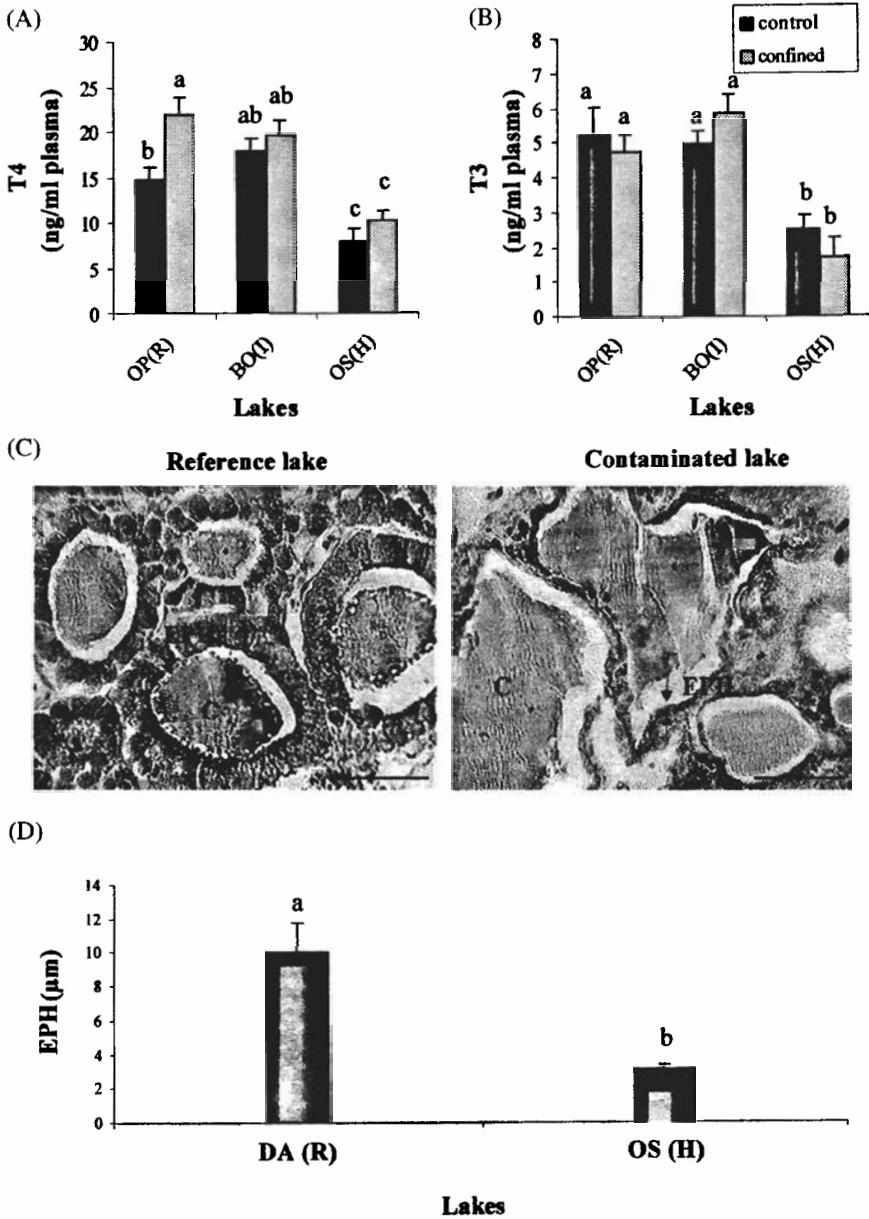 (A)
T4
(ng/ml plasma)
30
25
20
15
10
5
0
b
a
ab
ab
c
c
OP(R)
BO(I)
OS(H)
Lakes
(B)
control
confined
T3
(ng/ml plasma)
8
7
6
5
4
3
2
1
0
a
a
a
a
b
b
OP(R)
BO(I)
OS(H)
Lakes
(C)
Reference lake
Contaminated lake
C
C
EPH
(D)
EPH(µm)
14
12
10
8
6
4
2
0
a
b
DA (R)
OS (H)
Lakes